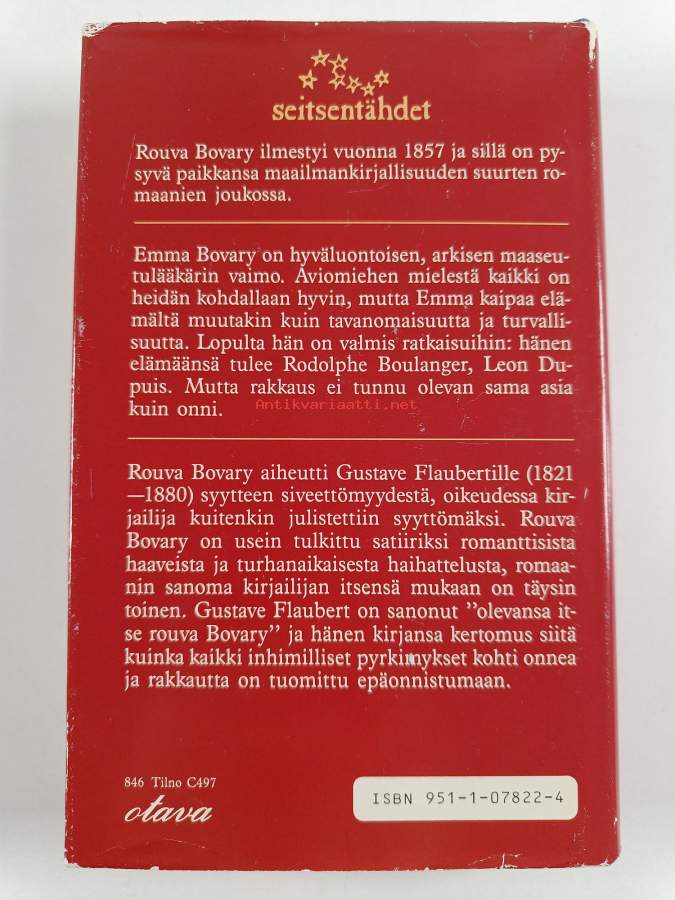 seitsentähdet
Rouva Bovary ilmestyi vuonna 1857 ja sillä on py-
syvä paikkansa maailmankirjallisuuden suurten ro-
maanien joukossa.
Emma Bovary on hyväluontoisen, arkisen maaseu-
tulääkärin vaimo. Aviomiehen mielestä kaikki on
heidän kohdallaan hyvin, mutta Emma kaipaa elä-
mältä muutakin kuin tavanomaisuutta ja turvalli-
suutta. Lopulta hän on valmis ratkaisuihin: hänen
elämäänsä tulee Rodolphe Boulanger, Leon Du-
puis. Mutta rakkaus ei tunnu olevan sama asia
kuin onni.
Antikvariaatti.net
Rouva Bovary aiheutti Gustave Flaubertille (1821
—1880) syytteen siveettömyydestä, oikeudessa kir-
jailija kuitenkin julistettiin syyttömäksi. Rouva
Bovary on usein tulkittu satiiriksi romanttisista
haaveista ja turhanaikaisesta haihattelusta, romaa-
nin sanoma kirjailijan itsensä mukaan on täysin
toinen. Gustave Flaubert on sanonut ”olevansa it-
se rouva Bovary” ja hänen kirjansa kertomus siitä
kuinka kaikki inhimilliset pyrkimykset kohti onnea
ja rakkautta on tuomittu epäonnistumaan.
846 Tilno C497
otava
ISBN 951-1-07822-4